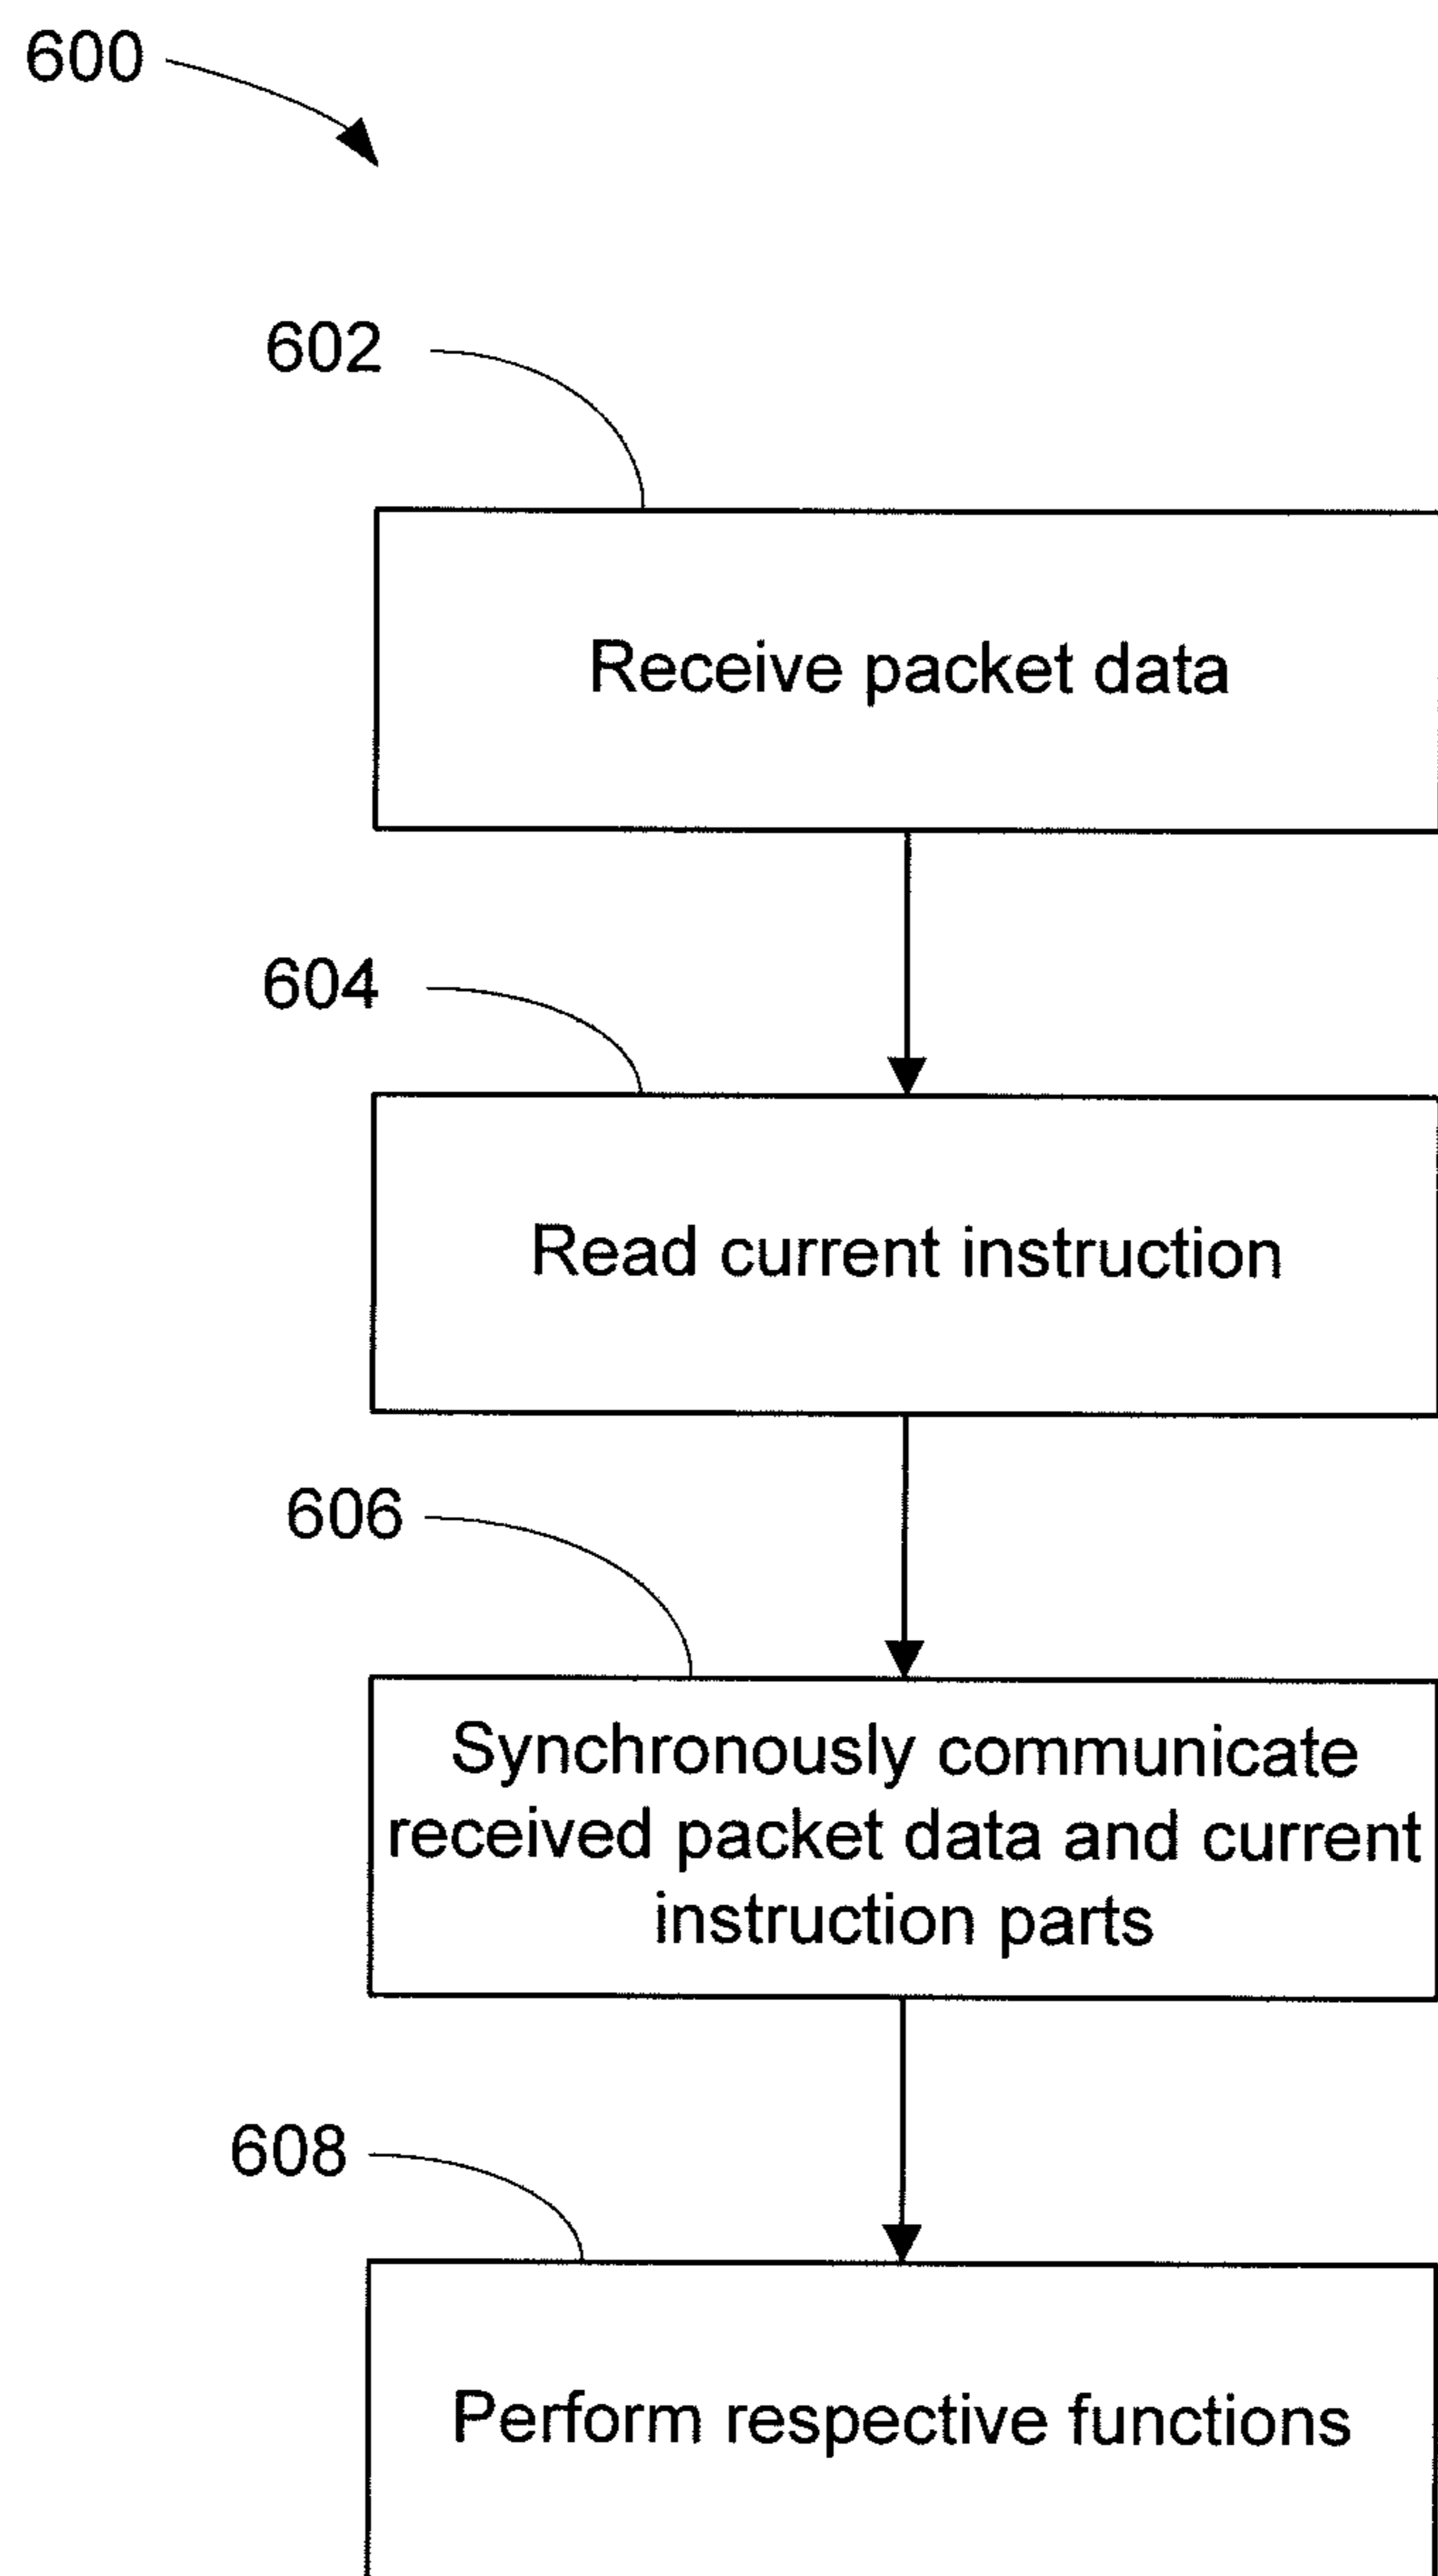 600
602
Receive packet data
604
Read current instruction
606
Synchronously communicate
received packet data and current
instruction parts
608
Perform respective functions